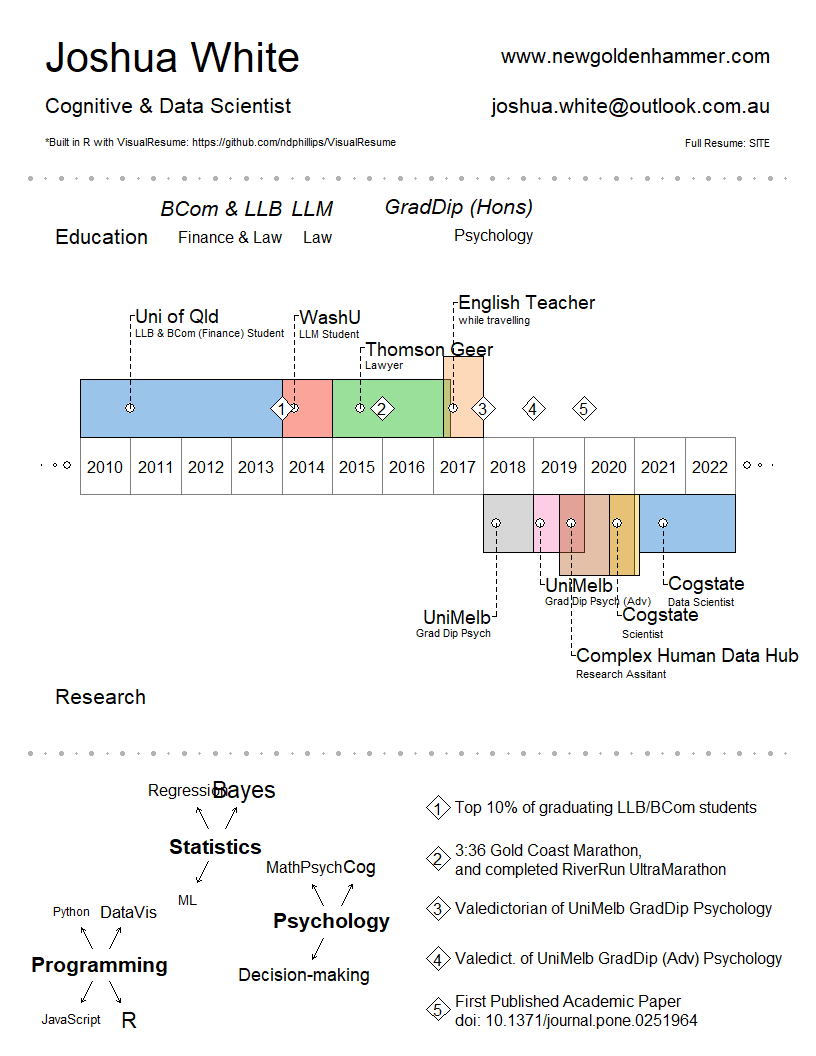 Joshua White
www.newgoldenhammer.com
Cognitive & Data Scientist
joshua.white@outlook.com.au
*Built in R with VisualResume: https://github.com/ndphillips/VisualResume
Full Resume: SITE
BCom & LLB LLM GradDip (Hons)
Education Finance & Law Law Psychology
English Teacher
while travelling
Uni of Qld
LLB & BCom (Finance) Student
WashU
LLM Student
Thomson Geer
Lawyer
1 2 3 4 5
2010 2011 2012 2013 2014 2015 2016 2017 2018 2019 2020 2021 2022
UniMelb
Grad Dip Psych (Adv)
Cogstate
Data Scientist
UniMelb
Grad Dip Psych
Cogstate
Scientist
Complex Human Data Hub
Research Assitant
Research
Regression Bayes
Statistics
ML
MathPsych Cog
Psychology
Decision-making
Python DataVis
Programming
JavaScript R
1 Top 10% of graduating LLB/BCom students
2 3:36 Gold Coast Marathon,
and completed RiverRun UltraMarathon
3 Valedictorian of UniMelb GradDip Psychology
4 Valedict. of UniMelb GradDip (Adv) Psychology
5 First Published Academic Paper
doi: 10.1371/journal.pone.0251964